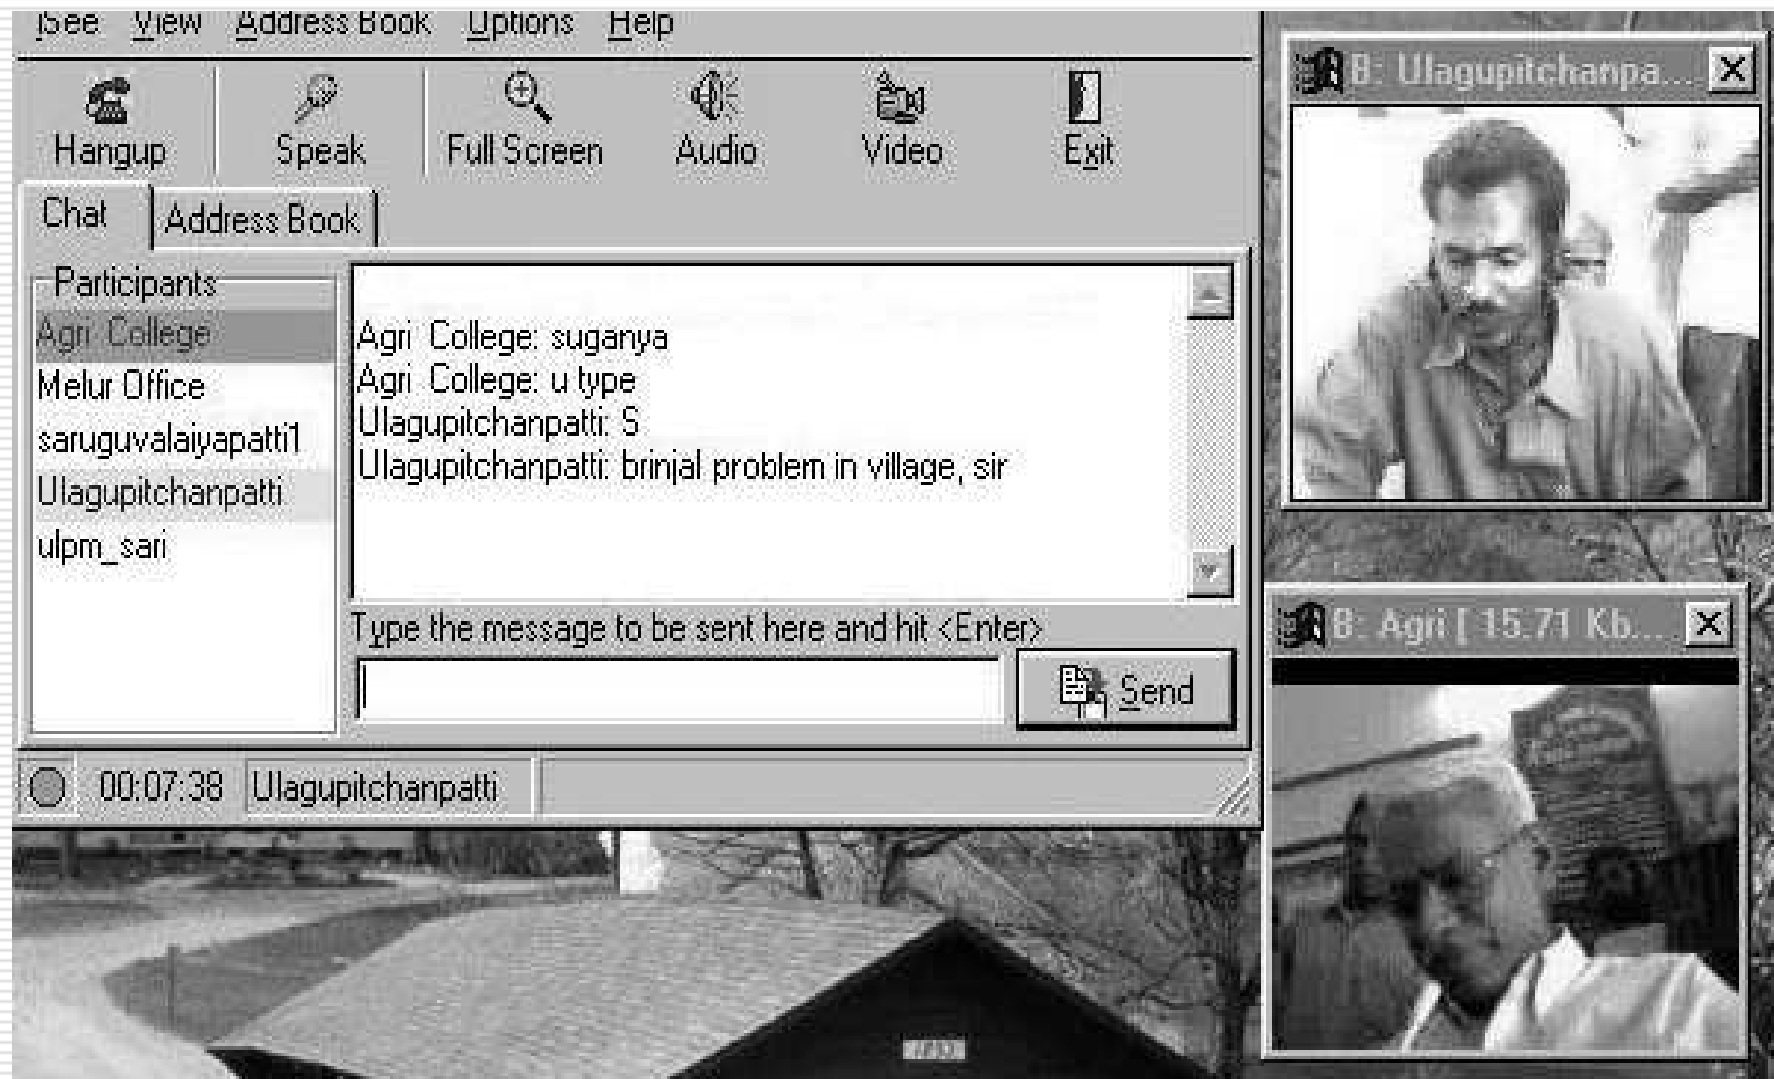 iSee View Address Book Options Help
Hangup Speak Full Screen Audio Video Exit
Chat Address Book
Participants
Agri College
Melur Office
saruguvalaiyapatti1
Ulagupitchanpatti
ulpm_sari
Agri College: suganya
Agri College: u type
Ulagupitchanpatti: S
Ulagupitchanpatti: brinjal problem in village, sir
Type the message to be sent here and hit <Enter>
Send
00:07:38 Ulagupitchanpatti
B: Ulagupitchanpa...
B: Agri [ 15.71 Kb...